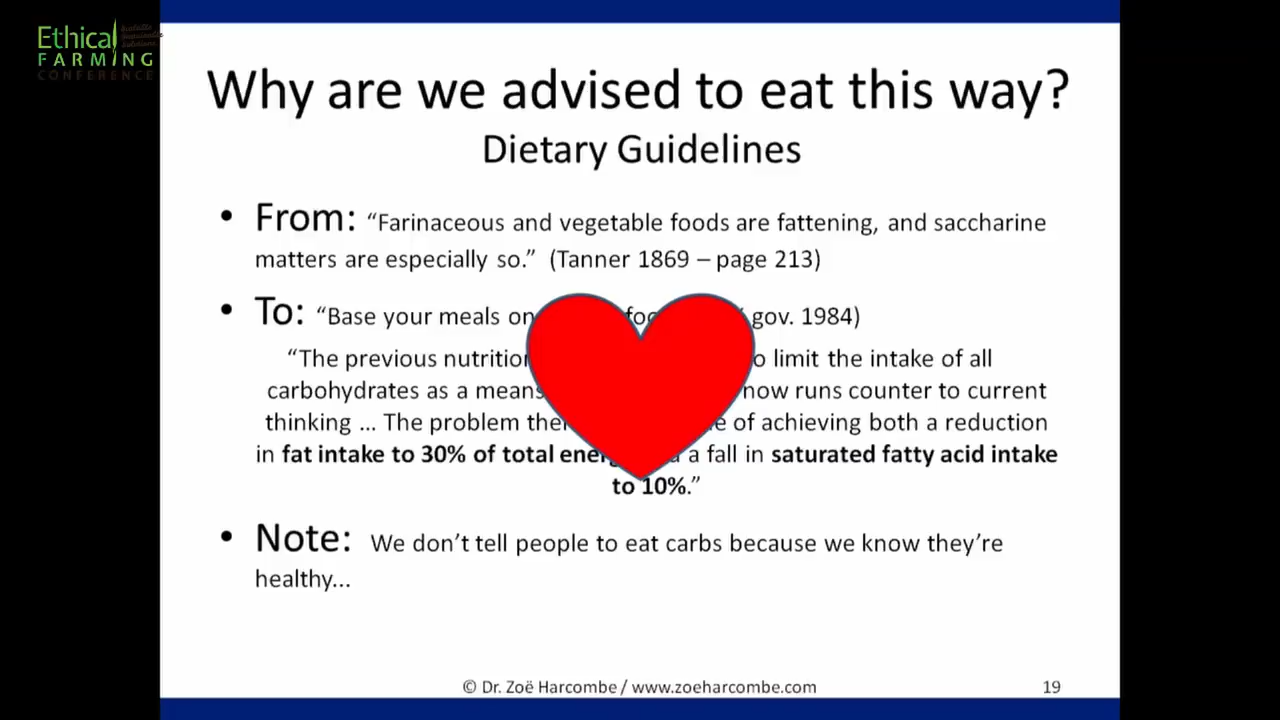 Ethical
FARMING
CONFERENCE
Why are we advised to eat this way?
Dietary Guidelines
• From: “Farinaceous and vegetable foods are fattening, and saccharine
matters are especially so.” (Tanner 1869 – page 213)
• To: “Base your meals on gov. 1984)
“The previous nutrition limit the intake of all
carbohydrates as a means now runs counter to current
thinking ... The problem of achieving both a reduction
in fat intake to 30% of total a fall in saturated fatty acid intake
to 10%.”
• Note: We don’t tell people to eat carbs because we know they’re
healthy...
© Dr. Zoë Harcombe / www.zoeharcombe.com
19